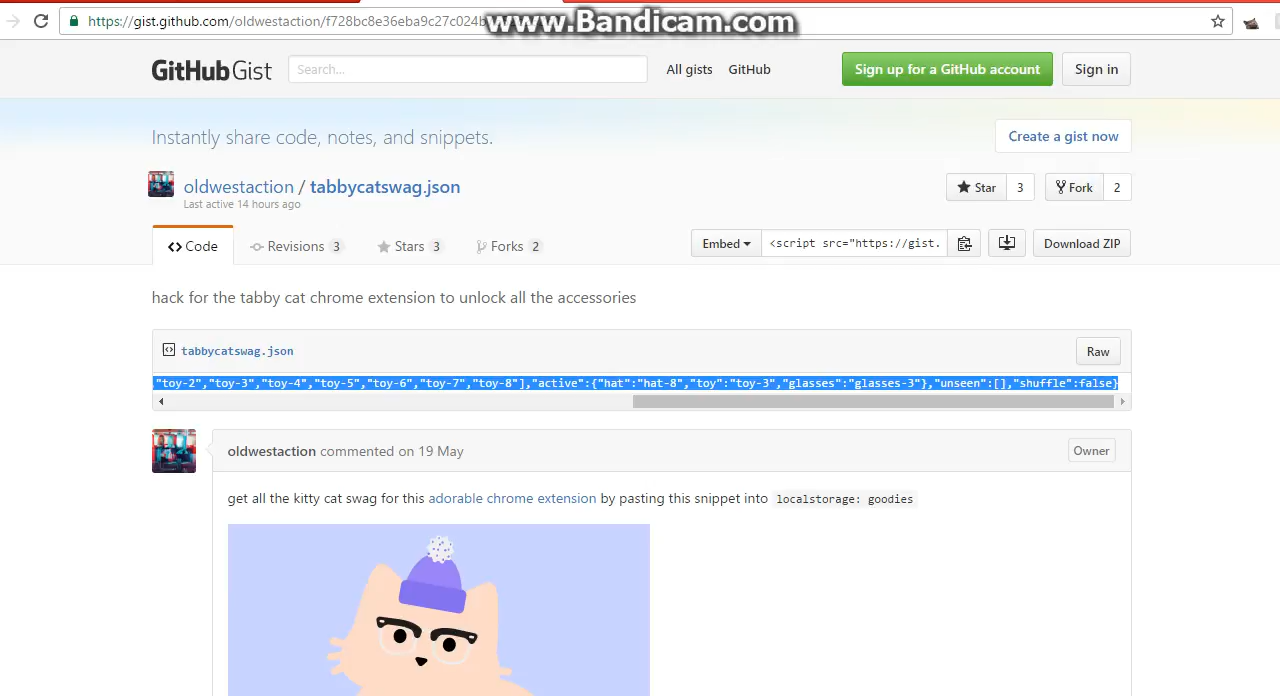 https://gist.github.com/oldwestaction/f728bc8e36eba9c27c024b
www.Bandicam.com
GitHub Gist
Search...
All gists
GitHub
Sign up for a GitHub account
Sign in
Instantly share code, notes, and snippets.
Create a gist now
oldwestaction / tabbycatswag.json
Last active 14 hours ago
Star 3
Fork 2
Code
Revisions 3
Stars 3
Forks 2
Embed
<script src="https://gist.
Download ZIP
hack for the tabby cat chrome extension to unlock all the accessories
tabbycatswag.json
Raw
"toy-2","toy-3","toy-4","toy-5","toy-6","toy-7","toy-8"],"active":{"hat":"hat-8","toy":"toy-3","glasses":"glasses-3"},"unseen":[],"shuffle":false}
oldwestaction commented on 19 May
Owner
get all the kitty cat swag for this adorable chrome extension by pasting this snippet into localstorage: goodies